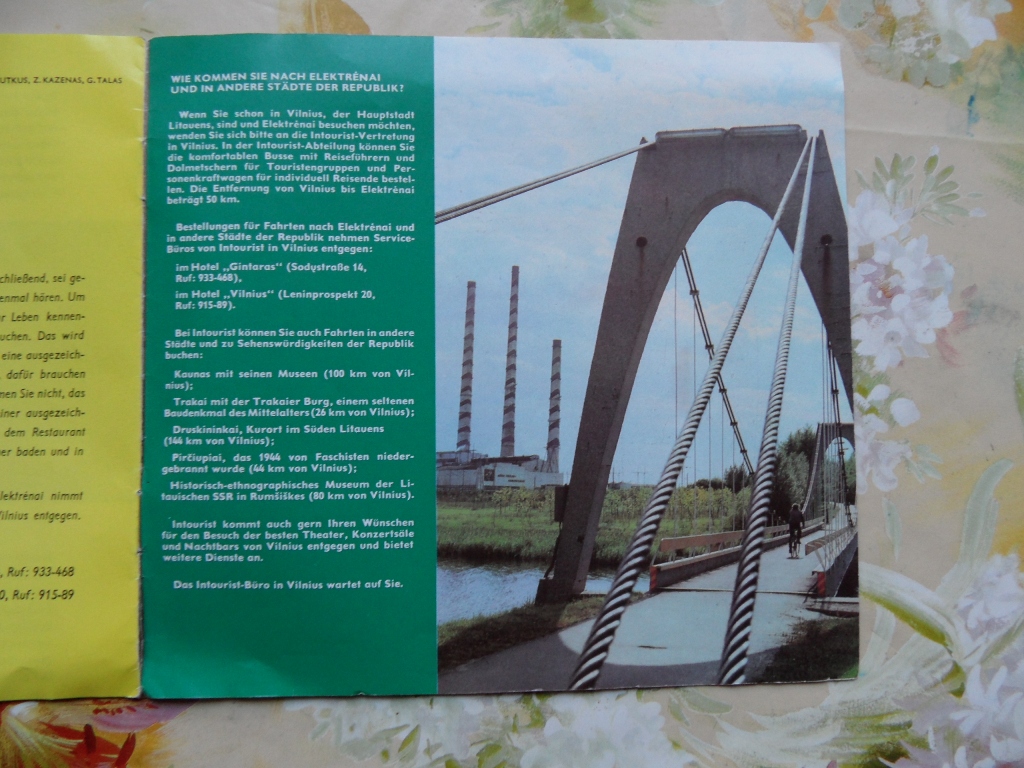 UTKUS, Z. KAZENAS, G. TALAS
chließend, sei ge-
enmal hören. Um
r Leben kennen-
uchen. Das wird
eine ausgezeich-
dafür brauchen
men Sie nicht, das
iner ausgezeich-
dem Restaurant
er baden und in
lektrėnai nimmt
ilnius entgegen.
, Ruf: 933-468
0, Ruf: 915-89
WIE KOMMEN SIE NACH ELEKTRĖNAI
UND IN ANDERE STÄDTE DER REPUBLIK?
Wenn Sie schon in Vilnius, der Hauptstadt
Litauens, sind und Elektrėnai besuchen möchten,
wenden Sie sich bitte an die Intourist-Vertretung
in Vilnius. In der Intourist-Abteilung können Sie
die komfortablen Busse mit Reiseführern und
Dolmetschern für Touristengruppen und Per-
sonenkraftwagen für individuell Reisende bestel-
len. Die Entfernung von Vilnius bis Elektrėnai
beträgt 50 km.
Bestellungen für Fahrten nach Elektrėnai und
in andere Städte der Republik nehmen Service-
Büros von Intourist in Vilnius entgegen:
im Hotel „Gintaras" (Sodystraße 14,
Ruf: 933-468),
im Hotel „Vilnius" (Leninprospekt 20,
Ruf: 915-89).
Bei Intourist können Sie auch Fahrten in andere
Städte und zu Sehenswürdigkeiten der Republik
buchen:
Kaunas mit seinen Museen (100 km von Vil-
nius);
Trakai mit der Trakaier Burg, einem seltenen
Baudenkmal des Mittelalters (26 km von Vilnius);
Druskininkai, Kurort im Süden Litauens
(144 km von Vilnius);
Pirčiupiai, das 1944 von Faschisten nieder-
gebrannt wurde (44 km von Vilnius);
Historisch-ethnographisches Museum der Li-
tauischen SSR in Rumšiškes (80 km von Vilnius).
Intourist kommt auch gern Ihren Wünschen
für den Besuch der besten Theater, Konzertsäle
und Nachtbars von Vilnius entgegen und bietet
weitere Dienste an.
Das Intourist-Büro in Vilnius wartet auf Sie.